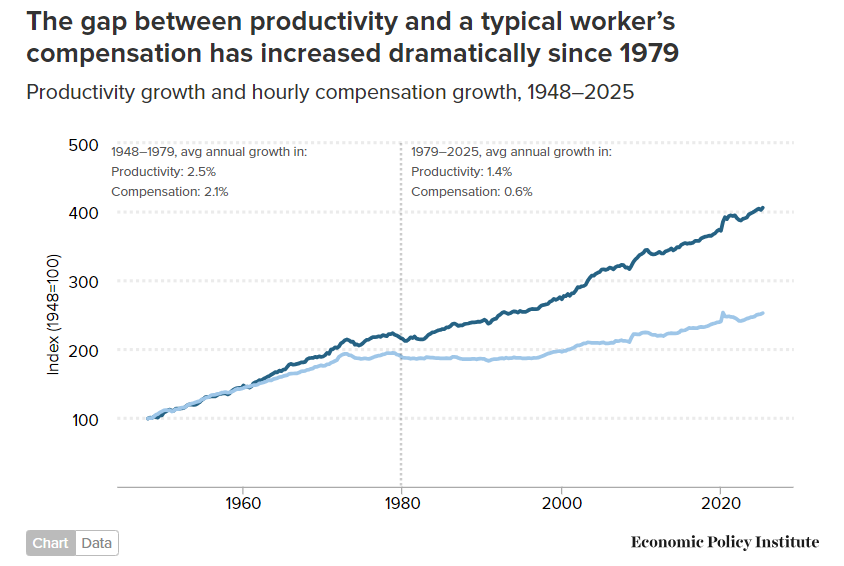 The gap between productivity and a typical worker’s
compensation has increased dramatically since 1979
Productivity growth and hourly compensation growth, 1948–2025
500
1948–1979, avg annual growth in:
Productivity: 2.5%
Compensation: 2.1%
1979–2025, avg annual growth in:
Productivity: 1.4%
Compensation: 0.6%
400
300
200
100
Index (1948=100)
1960
1980
2000
2020
Chart
Data
Economic Policy Institute